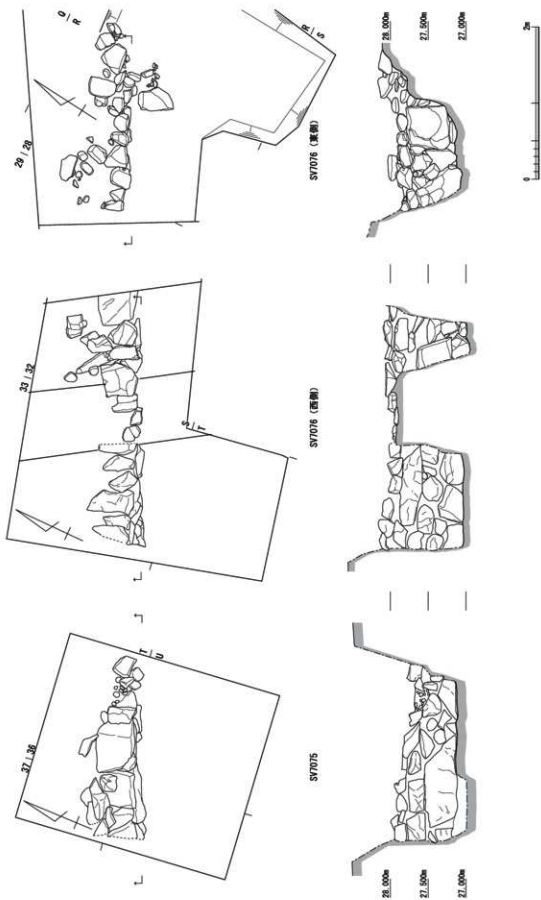 37 | 36
T / U
SV7075
33 | 32
S / T
SV7076 (西側)
29 | 28
Q / R
R / S
SV7076 (東側)
28.000m
27.500m
27.000m
28.000m
27.500m
27.000m
0
2m